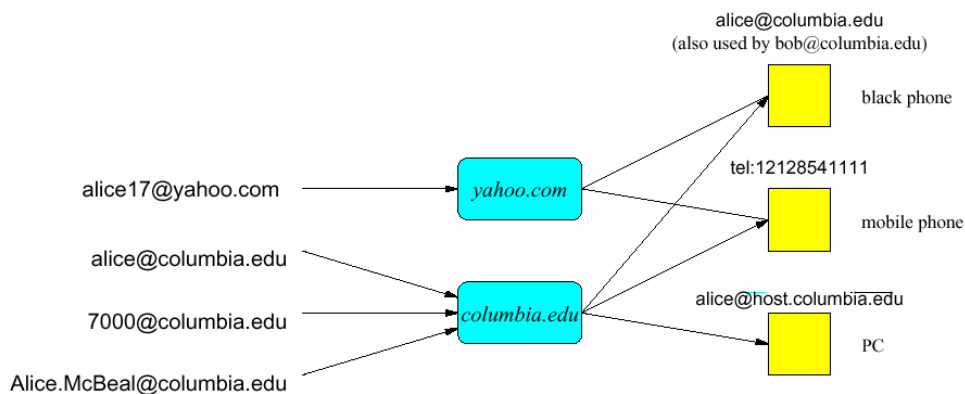 alice@columbia.edu
(also used by bob@columbia.edu)
black phone
alice17@yahoo.com
yahoo.com
tel:12128541111
mobile phone
alice@columbia.edu
7000@columbia.edu
Alice.McBeal@columbia.edu
columbia.edu
alice@host.columbia.edu
PC